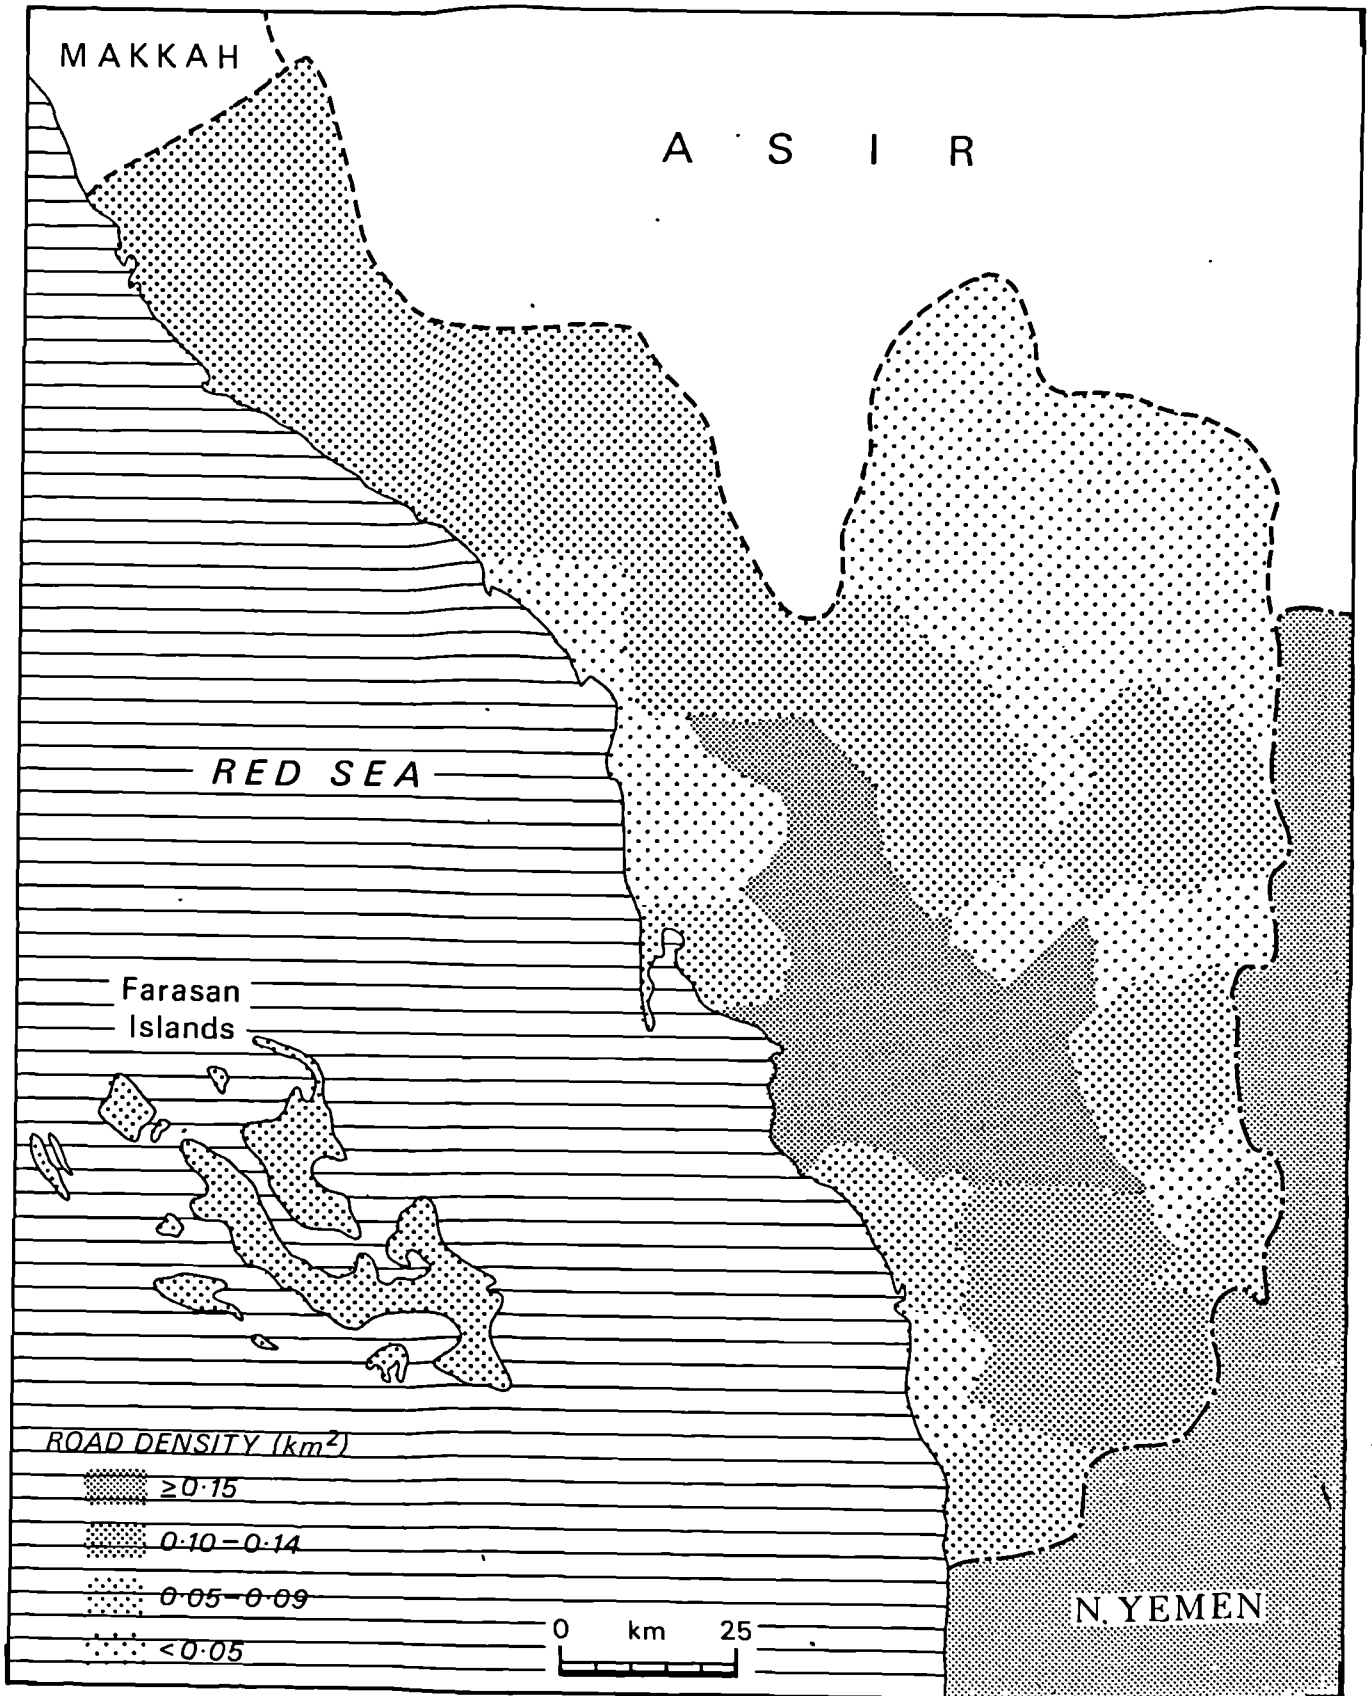 MAKKAH
A S I R
RED SEA
Farasan
Islands
ROAD DENSITY (km²)
≥0·15
0·10–0·14
0·05–0·09
<0·05
0 km 25
N. YEMEN